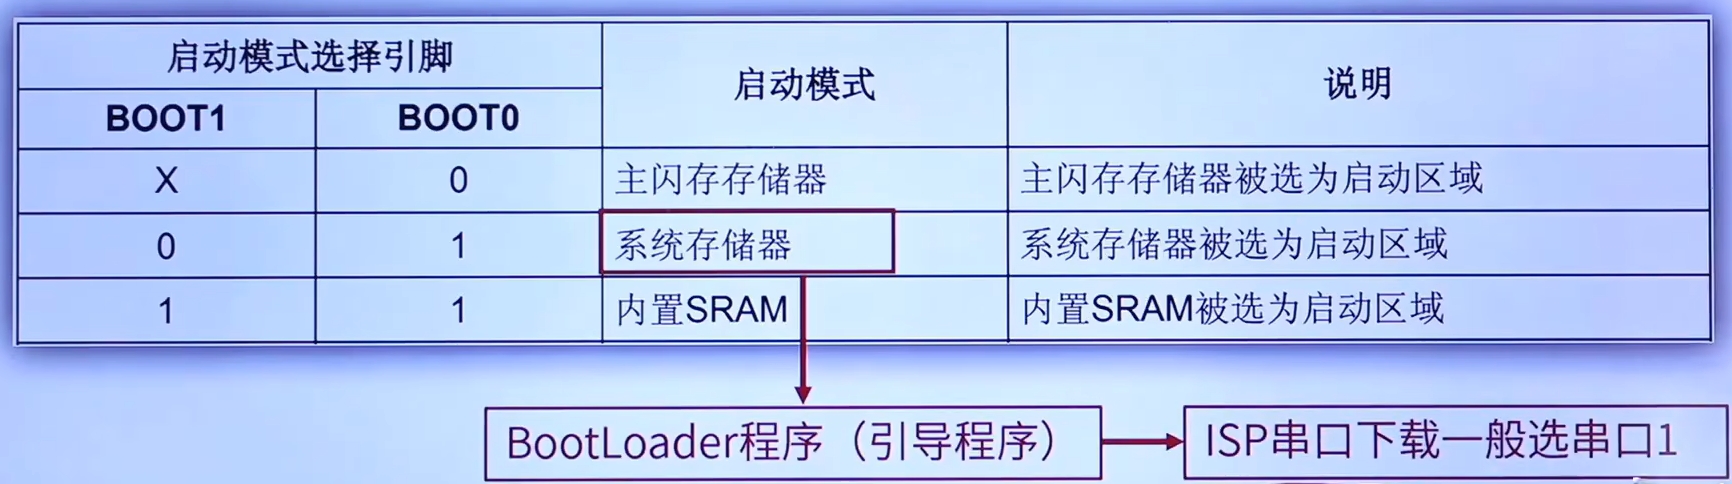 启动模式选择引脚 启动模式 说明
BOOT1 BOOT0
X 0 主闪存存储器 主闪存存储器被选为启动区域
0 1 系统存储器 系统存储器被选为启动区域
1 1 内置SRAM 内置SRAM被选为启动区域
BootLoader程序（引导程序） ISP串口下载一般选串口1